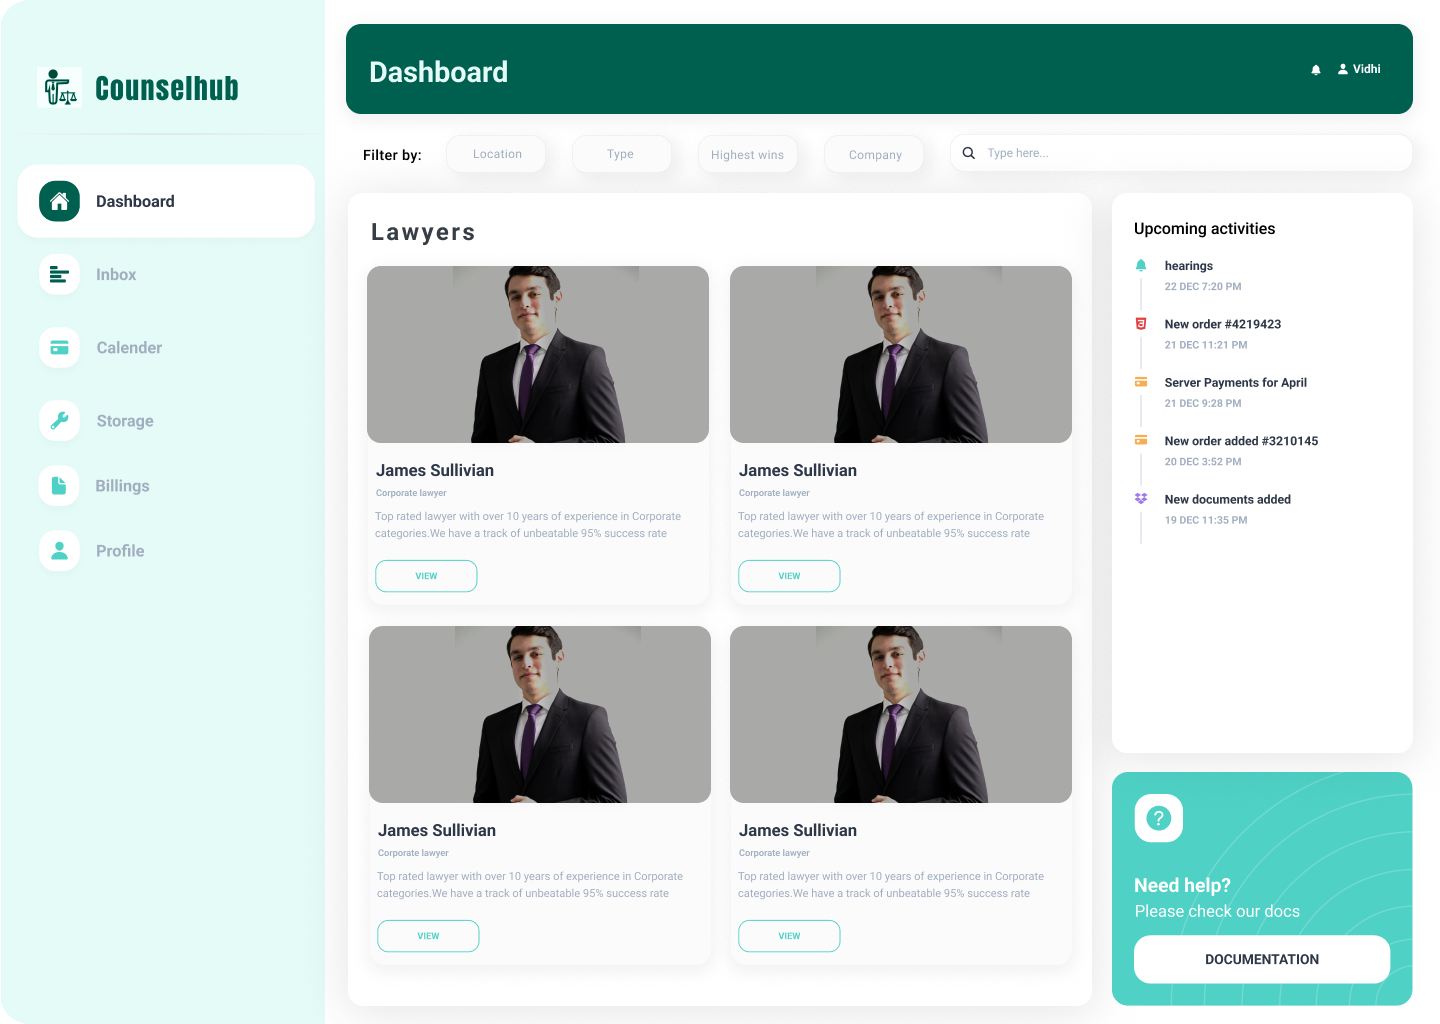 Counselhub
Dashboard
Inbox
Calender
Storage
Billings
Profile
Dashboard
Vidhi
Filter by:
Location
Type
Highest wins
Company
Type here...
Lawyers
James Sullivian
Corporate lawyer
Top rated lawyer with over 10 years of experience in Corporate
categories.We have a track of unbeatable 95% success rate
VIEW
James Sullivian
Corporate lawyer
Top rated lawyer with over 10 years of experience in Corporate
categories.We have a track of unbeatable 95% success rate
VIEW
James Sullivian
Corporate lawyer
Top rated lawyer with over 10 years of experience in Corporate
categories.We have a track of unbeatable 95% success rate
VIEW
James Sullivian
Corporate lawyer
Top rated lawyer with over 10 years of experience in Corporate
categories.We have a track of unbeatable 95% success rate
VIEW
Upcoming activities
hearings
22 DEC 7:20 PM
New order #4219423
21 DEC 11:21 PM
Server Payments for April
21 DEC 9:28 PM
New order added #3210145
20 DEC 3:52 PM
New documents added
19 DEC 11:35 PM
?
Need help?
Please check our docs
DOCUMENTATION